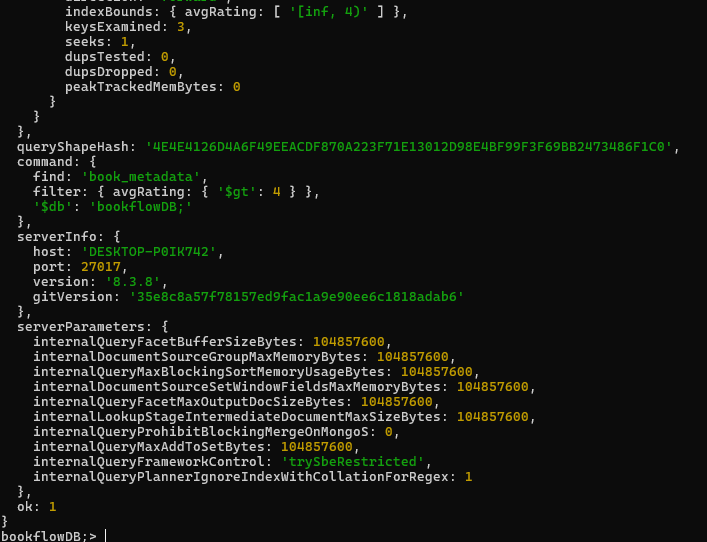 indexBounds: { avgRating: [ '[inf, 4)' ] },
keysExamined: 3,
seeks: 1,
dupsTested: 0,
dupsDropped: 0,
peakTrackedMemBytes: 0
}
}
},
queryShapeHash: '4E4E4126D4A6F49EEACDF870A223F71E13012D98E4BF99F3F69BB2473486F1C0',
command: {
find: 'book_metadata',
filter: { avgRating: { '$gt': 4 } },
'$db': 'bookflowDB;'
},
serverInfo: {
host: 'DESKTOP-P0IK742',
port: 27017,
version: '8.3.8',
gitVersion: '35e8c8a57f78157ed9fac1a9e90ee6c1818adab6'
},
serverParameters: {
internalQueryFacetBufferSizeBytes: 104857600,
internalDocumentSourceGroupMaxMemoryBytes: 104857600,
internalQueryMaxBlockingSortMemoryUsageBytes: 104857600,
internalDocumentSourceSetWindowFieldsMaxMemoryBytes: 104857600,
internalQueryFacetMaxOutputDocSizeBytes: 104857600,
internalLookupStageIntermediateDocumentMaxSizeBytes: 104857600,
internalQueryProhibitBlockingMergeOnMongoS: 0,
internalQueryMaxAddToSetBytes: 104857600,
internalQueryFrameworkControl: 'trySbeRestricted',
internalQueryPlannerIgnoreIndexWithCollationForRegex: 1
},
ok: 1
}
bookflowDB;>